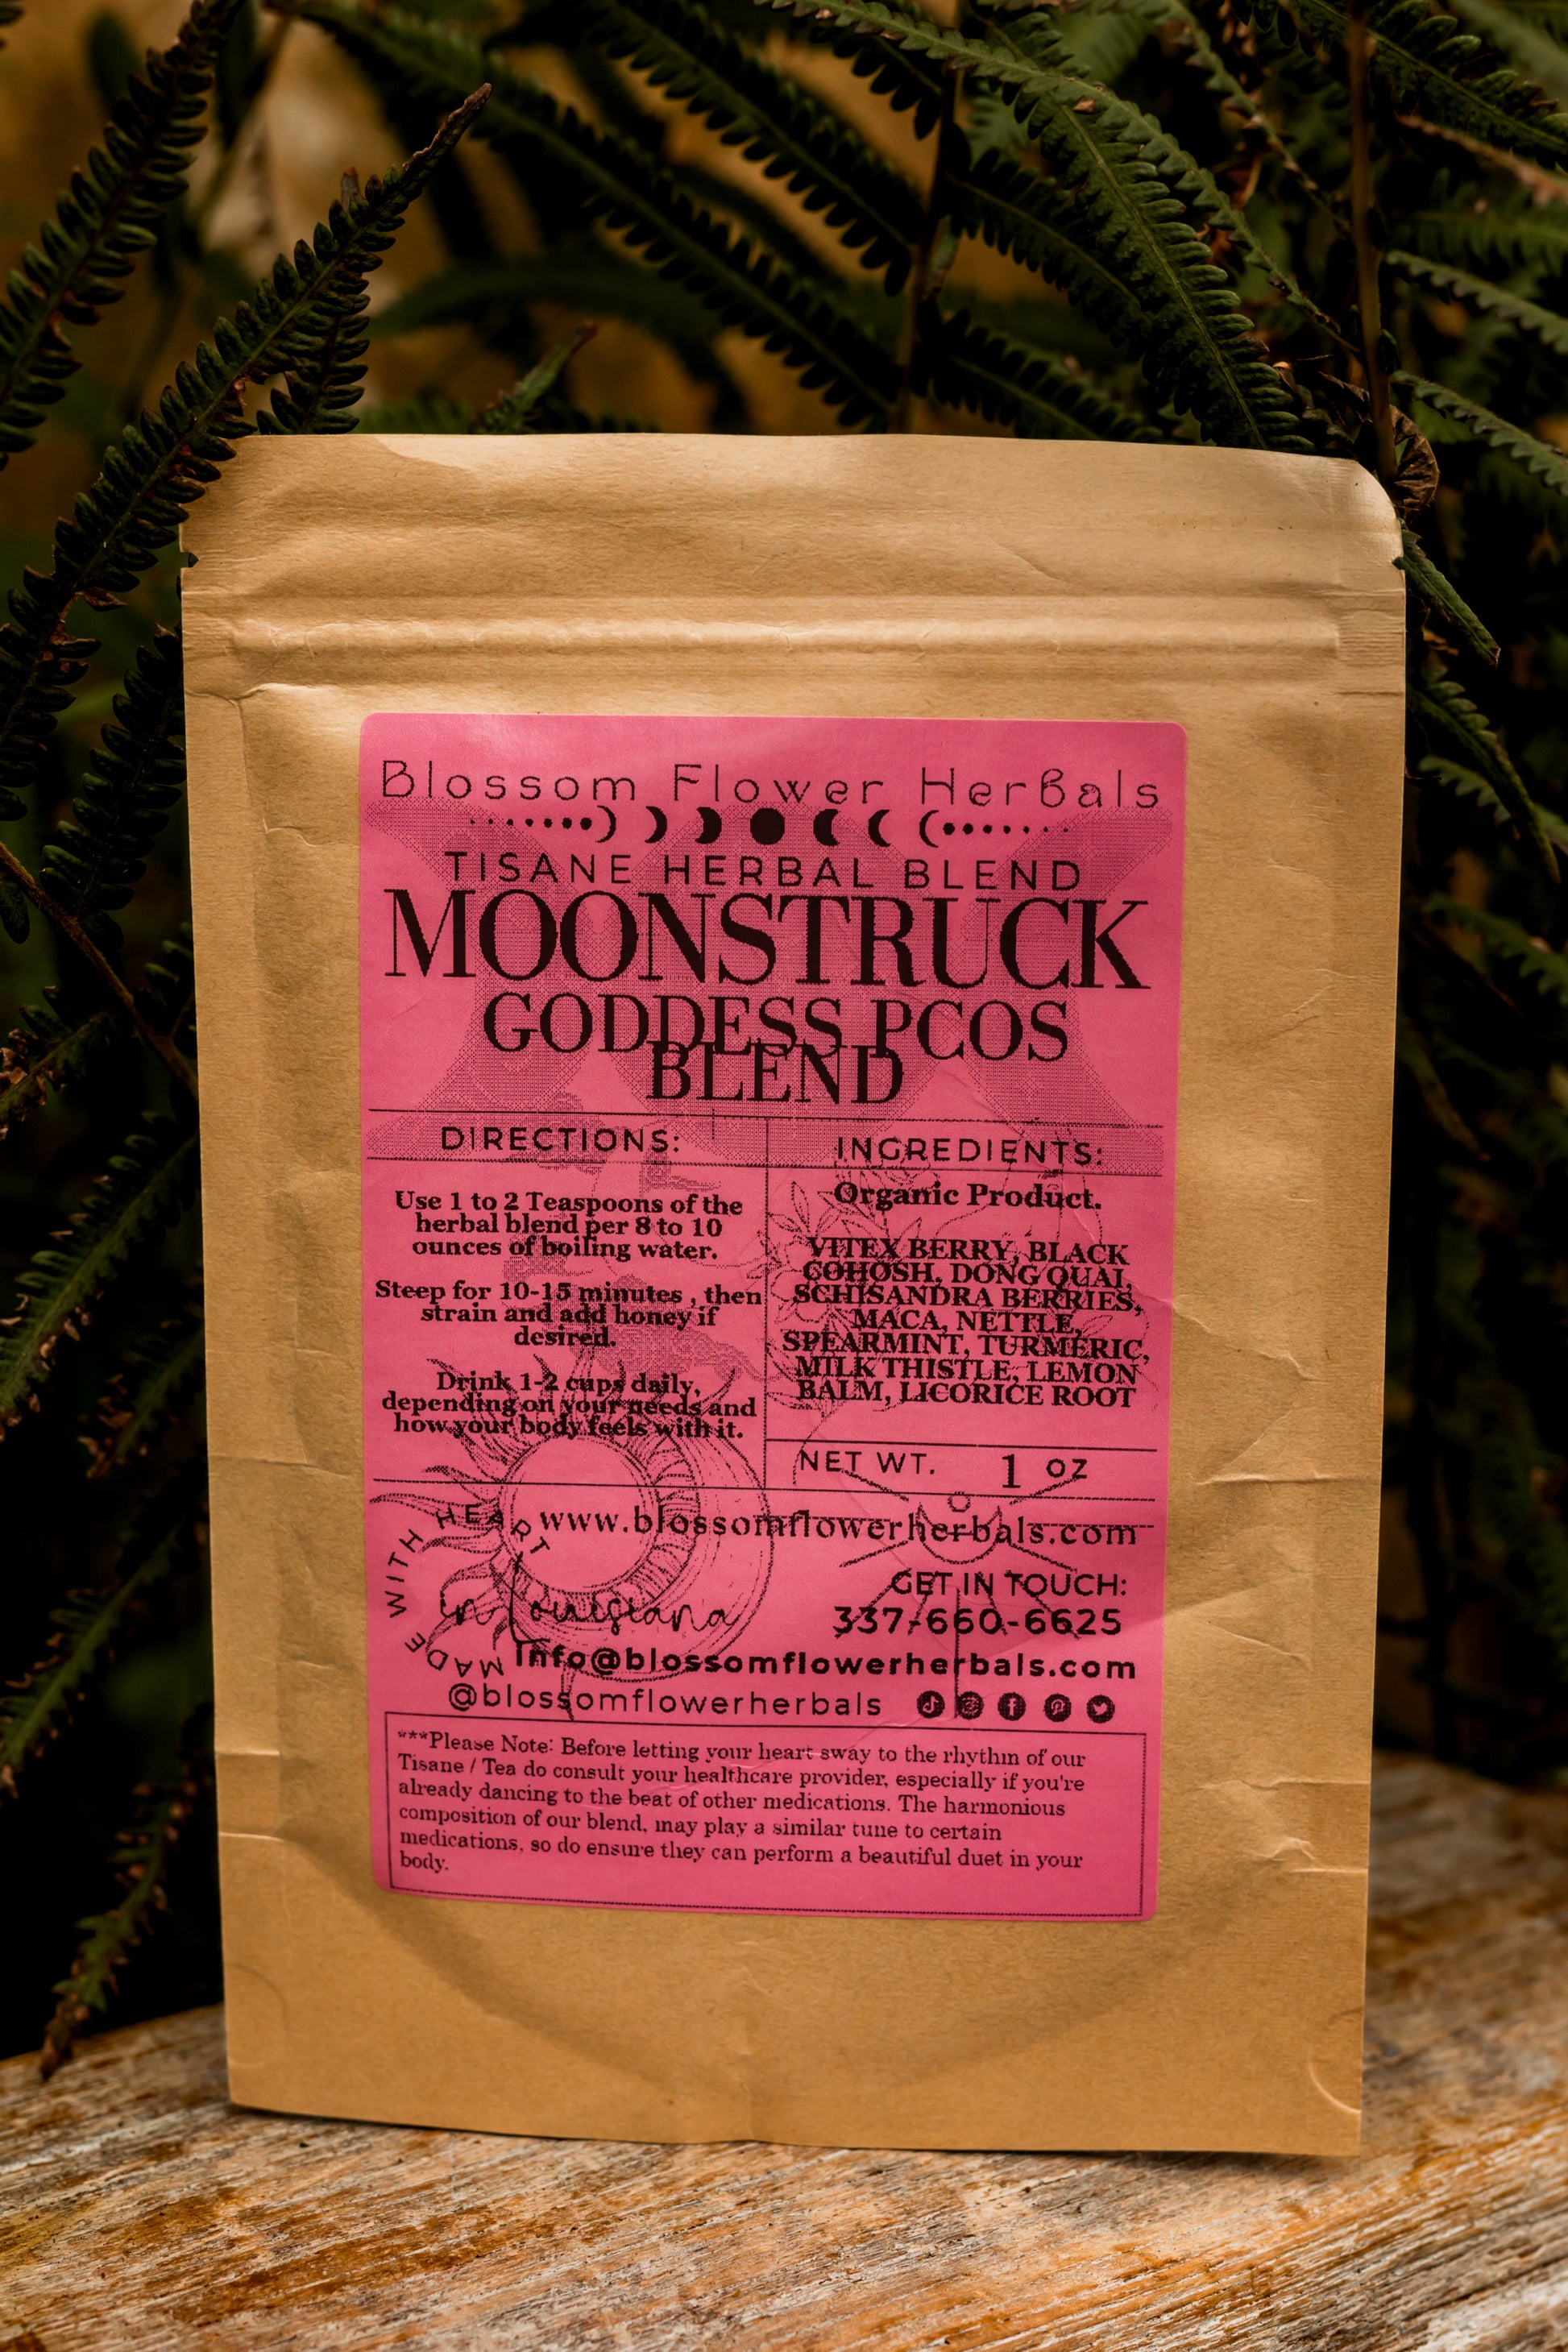 Blossom Flower Herbals
TISANE HERBAL BLEND
MOONSTRUCK
GODDESS PCOS
BLEND
DIRECTIONS:
Use 1 to 2 Teaspoons of the
herbal blend per 8 to 10
ounces of boiling water.
Steep for 10-15 minutes , then
strain and add honey if
desired.
Drink 1-2 cups daily,
depending on your needs and
how your body feels with it.
INGREDIENTS:
Organic Product.
VITEX BERRY, BLACK
COHOSH, DONG QUAI,
SCHISANDRA BERRIES,
MACA, NETTLE,
SPEARMINT, TURMERIC,
MILK THISTLE, LEMON
BALM, LICORICE ROOT
NET WT. 1 OZ
www.blossomflowerherbals.com
MADE WITH HEART
in Louisiana
GET IN TOUCH:
337-660-6625
Info@blossomflowerherbals.com
@blossomflowerherbals
***Please Note: Before letting your heart sway to the rhythm of our
Tisane / Tea do consult your healthcare provider, especially if you're
already dancing to the beat of other medications. The harmonious
composition of our blend, may play a similar tune to certain
medications, so do ensure they can perform a beautiful duet in your
body.